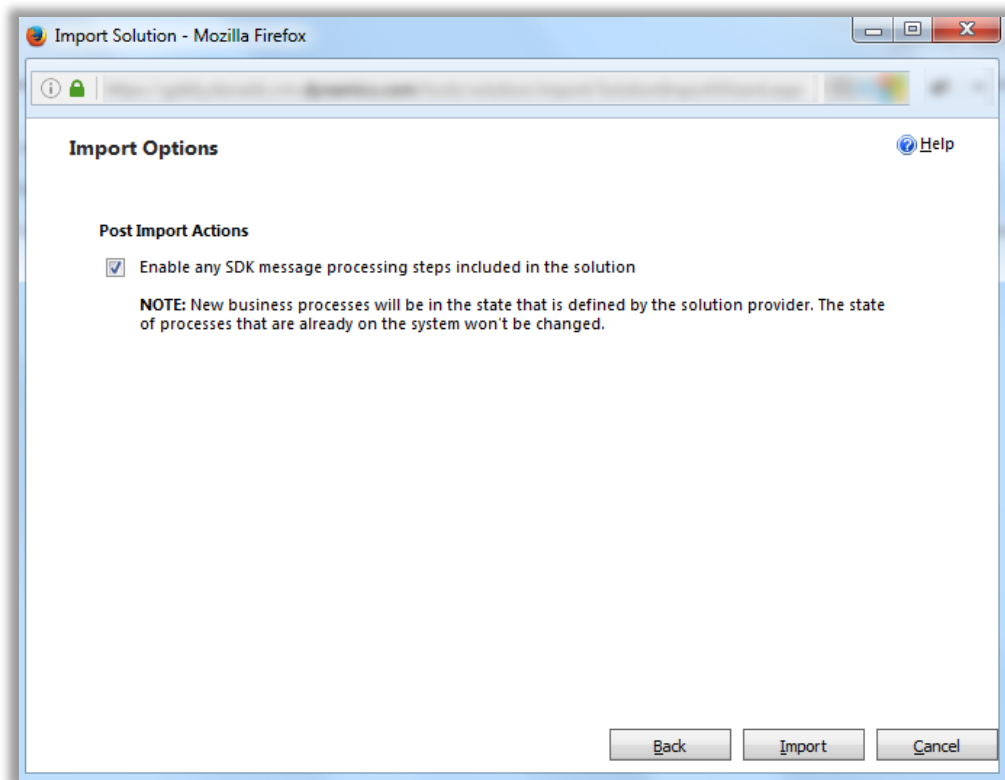 Import Solution - Mozilla Firefox
Import Options
Help
Post Import Actions
Enable any SDK message processing steps included in the solution
NOTE: New business processes will be in the state that is defined by the solution provider. The state
of processes that are already on the system won't be changed.
Back
Import
Cancel